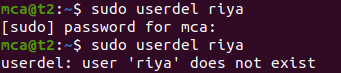 mca@t2:~$ sudo userdel riya
[sudo] password for mca:
mca@t2:~$ sudo userdel riya
userdel: user 'riya' does not exist